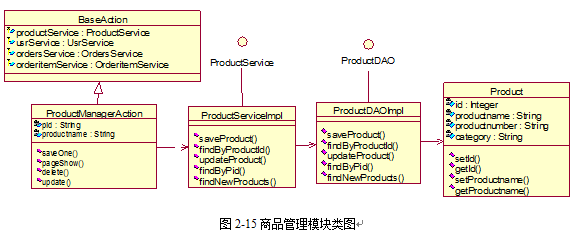 BaseAction
productService : ProductService
usrService : UsrService
ordersService : OrdersService
orderitemService : OrderitemService
ProductService
ProductDAO
ProductManagerAction
pid : String
productname : String
saveOne()
pageShow()
delete()
update()
ProductServiceImpl
saveProduct()
findByProductId()
updateProduct()
findByPid()
findNewProducts()
ProductDAOImpl
saveProduct()
findByProductId()
updateProduct()
findByPid()
findNewProducts()
Product
id : Integer
productname : String
productnumber : String
category : String
setId()
getId()
setProductname()
getProductname()
图 2-15 商品管理模块类图